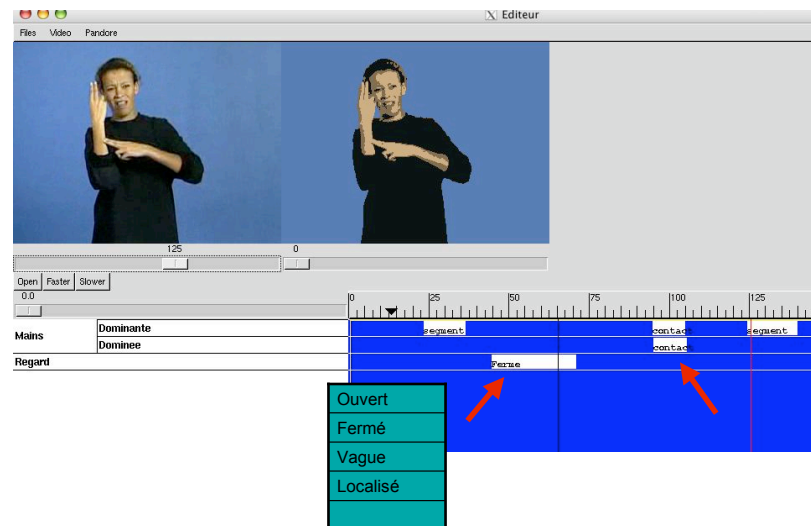 X Editeur
Files Video Pandore
125 0
Open Faster Slower
0.0
0 25 50 75 100 125
Mains Dominante segment contact segment
Dominee contact
Regard Ferme
Ouvert
Fermé
Vague
Localisé